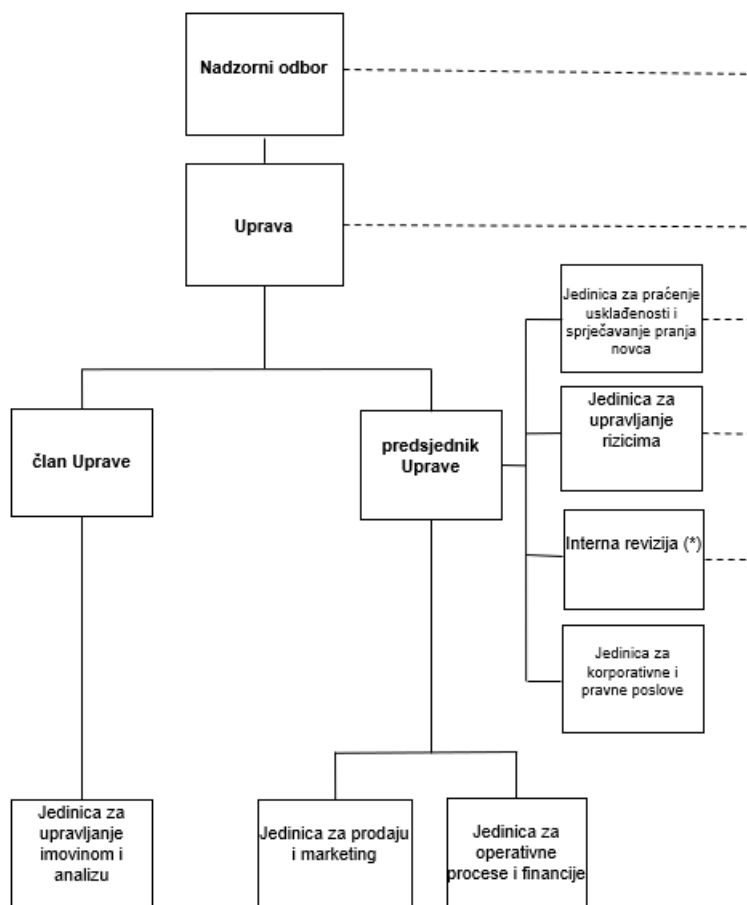 Nadzorni odbor
Uprava
Jedinica za praćenje
usklađenosti i
sprječavanje pranja
novca
Jedinica za
upravljanje
rizicima
član Uprave
predsjednik
Uprave
Interna revizija (*)
Jedinica za
korporativne i
pravne poslove
Jedinica za
upravljanje
imovinom i
analizu
Jedinica za prodaju
i marketing
Jedinica za
operativne
procese i financije